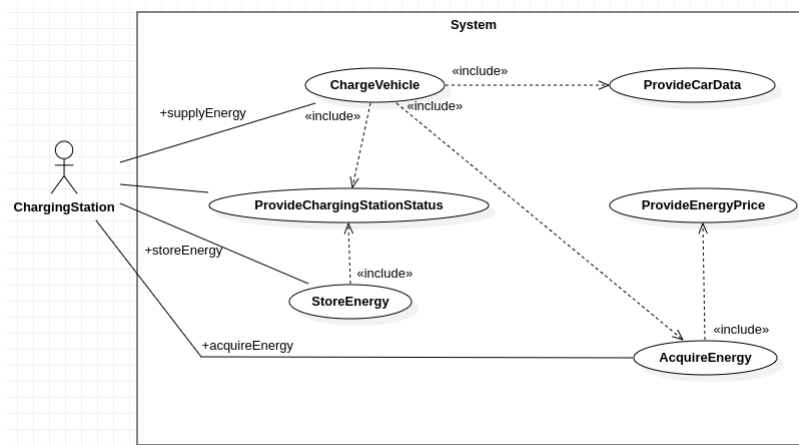 System
ChargeVehicle
«include»
ProvideCarData
«include»
«include»
+supplyEnergy
ChargingStation
ProvideChargingStationStatus
ProvideEnergyPrice
+storeEnergy
«include»
StoreEnergy
«include»
+acquireEnergy
AcquireEnergy